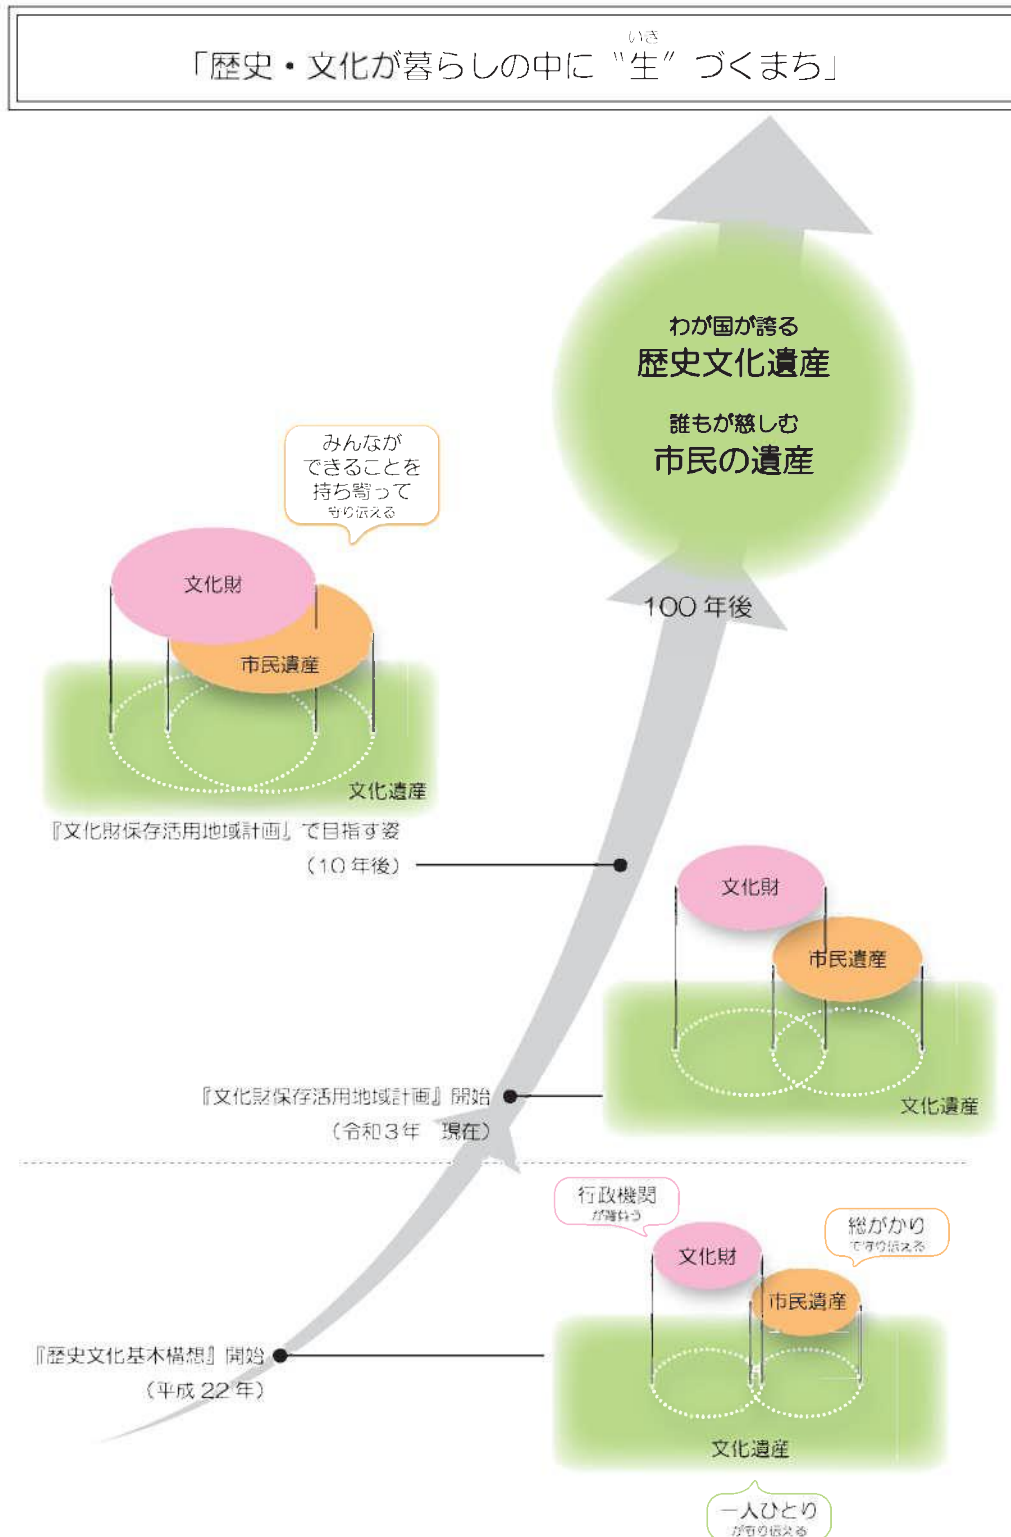 いき
「歴史・文化が暮らしの中に “生” づくまち」
わが国が誇る
歴史文化遺産
誰もが慈しむ
市民の遺産
100 年後
みんなが
できることを
持ち寄って
守り伝える
文化財
市民遺産
文化遺産
『文化財保存活用地域計画』で目指す姿
（10 年後）
文化財
市民遺産
文化遺産
『文化財保存活用地域計画』開始
（令和３年　現在）
行政機関
が背負う
総がかり
で守り伝える
文化財
市民遺産
『歴史文化基本構想』開始
（平成 22 年）
文化遺産
一人ひとり
が守り伝える